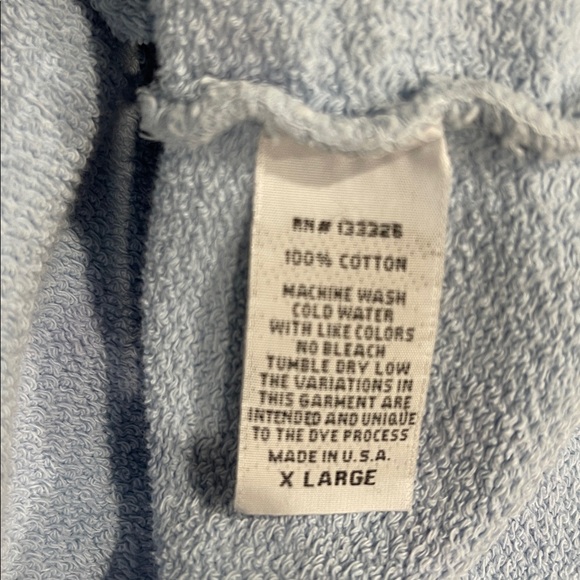 RN# 133326
100% COTTON
MACHINE WASH
COLD WATER
WITH LIKE COLORS
NO BLEACH
TUMBLE DRY LOW
THE VARIATIONS IN
THIS GARMENT ARE
INTENDED AND UNIQUE
TO THE DYE PROCESS
MADE IN U.S.A.
X LARGE